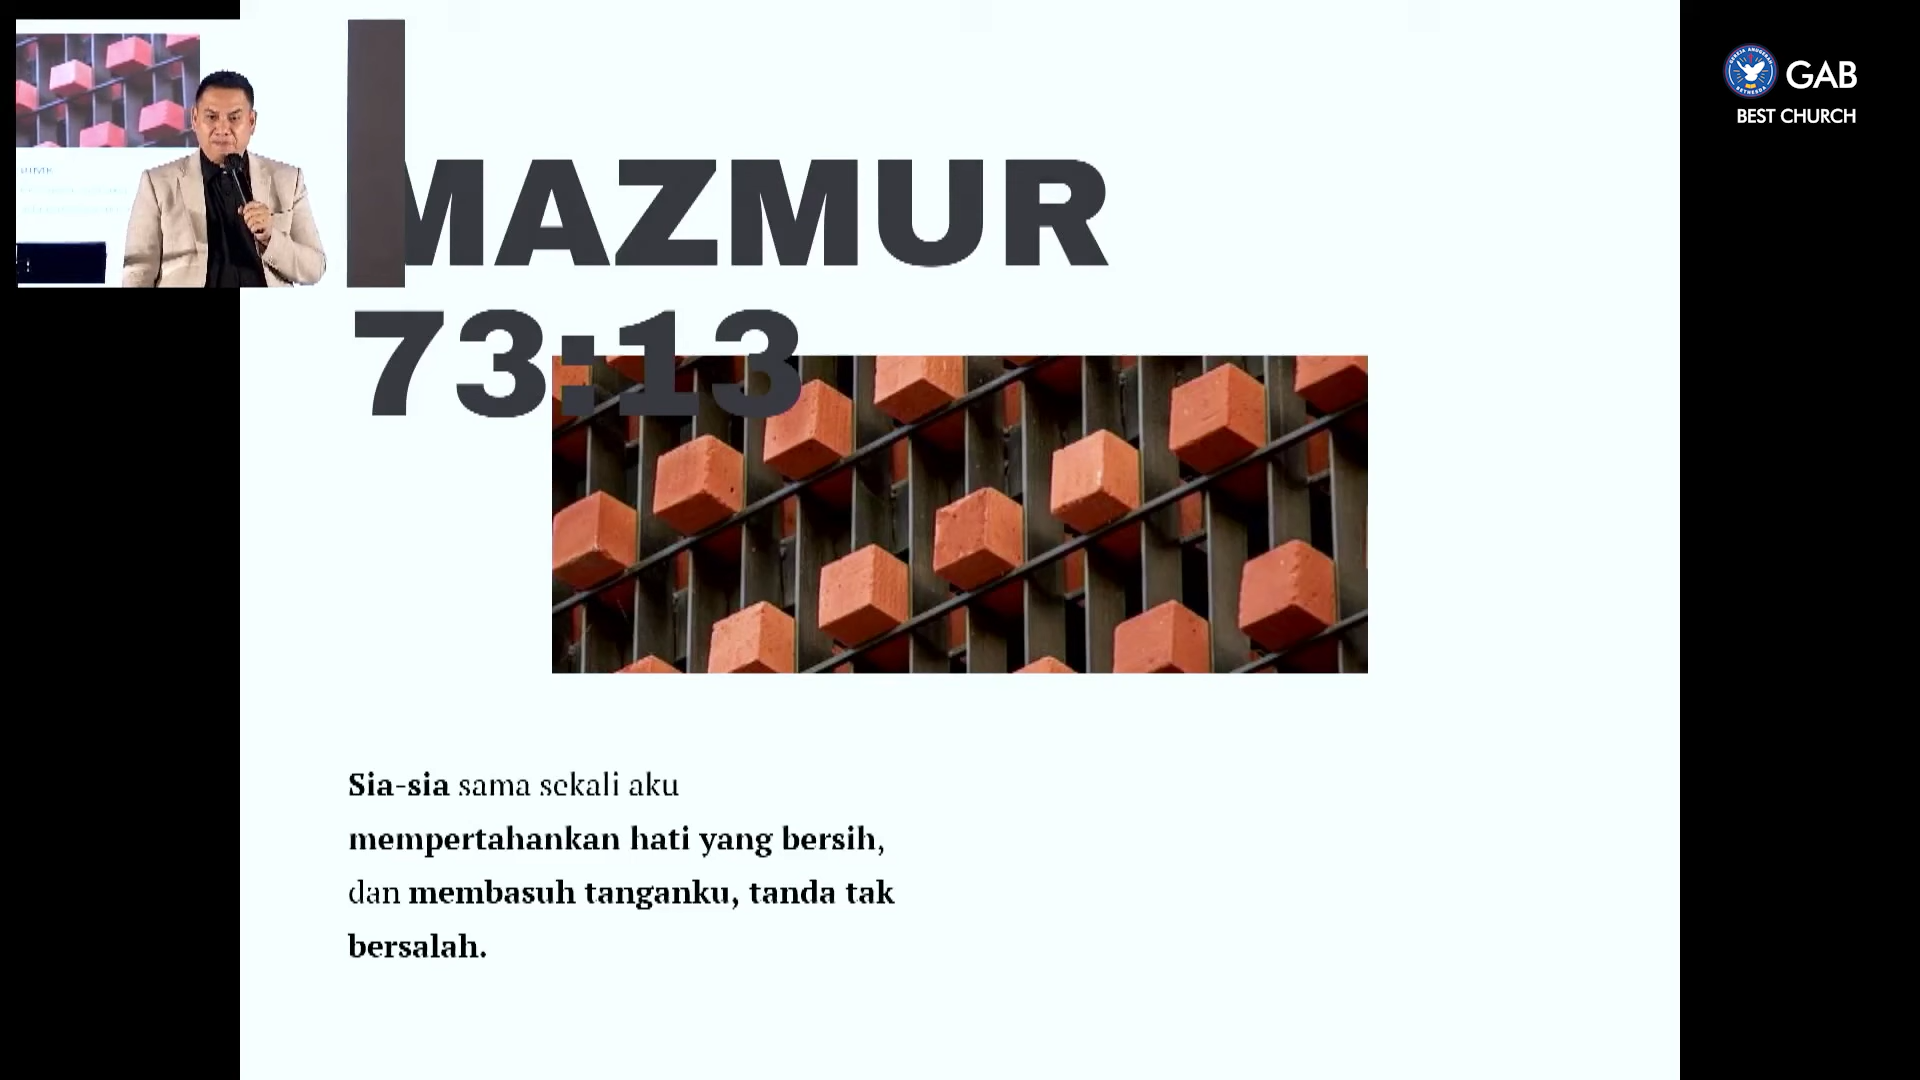 GAB
BEST CHURCH
MAZMUR
73:13
Sia-sia sama sekali aku
mempertahankan hati yang bersih,
dan membasuh tanganku, tanda tak
bersalah.